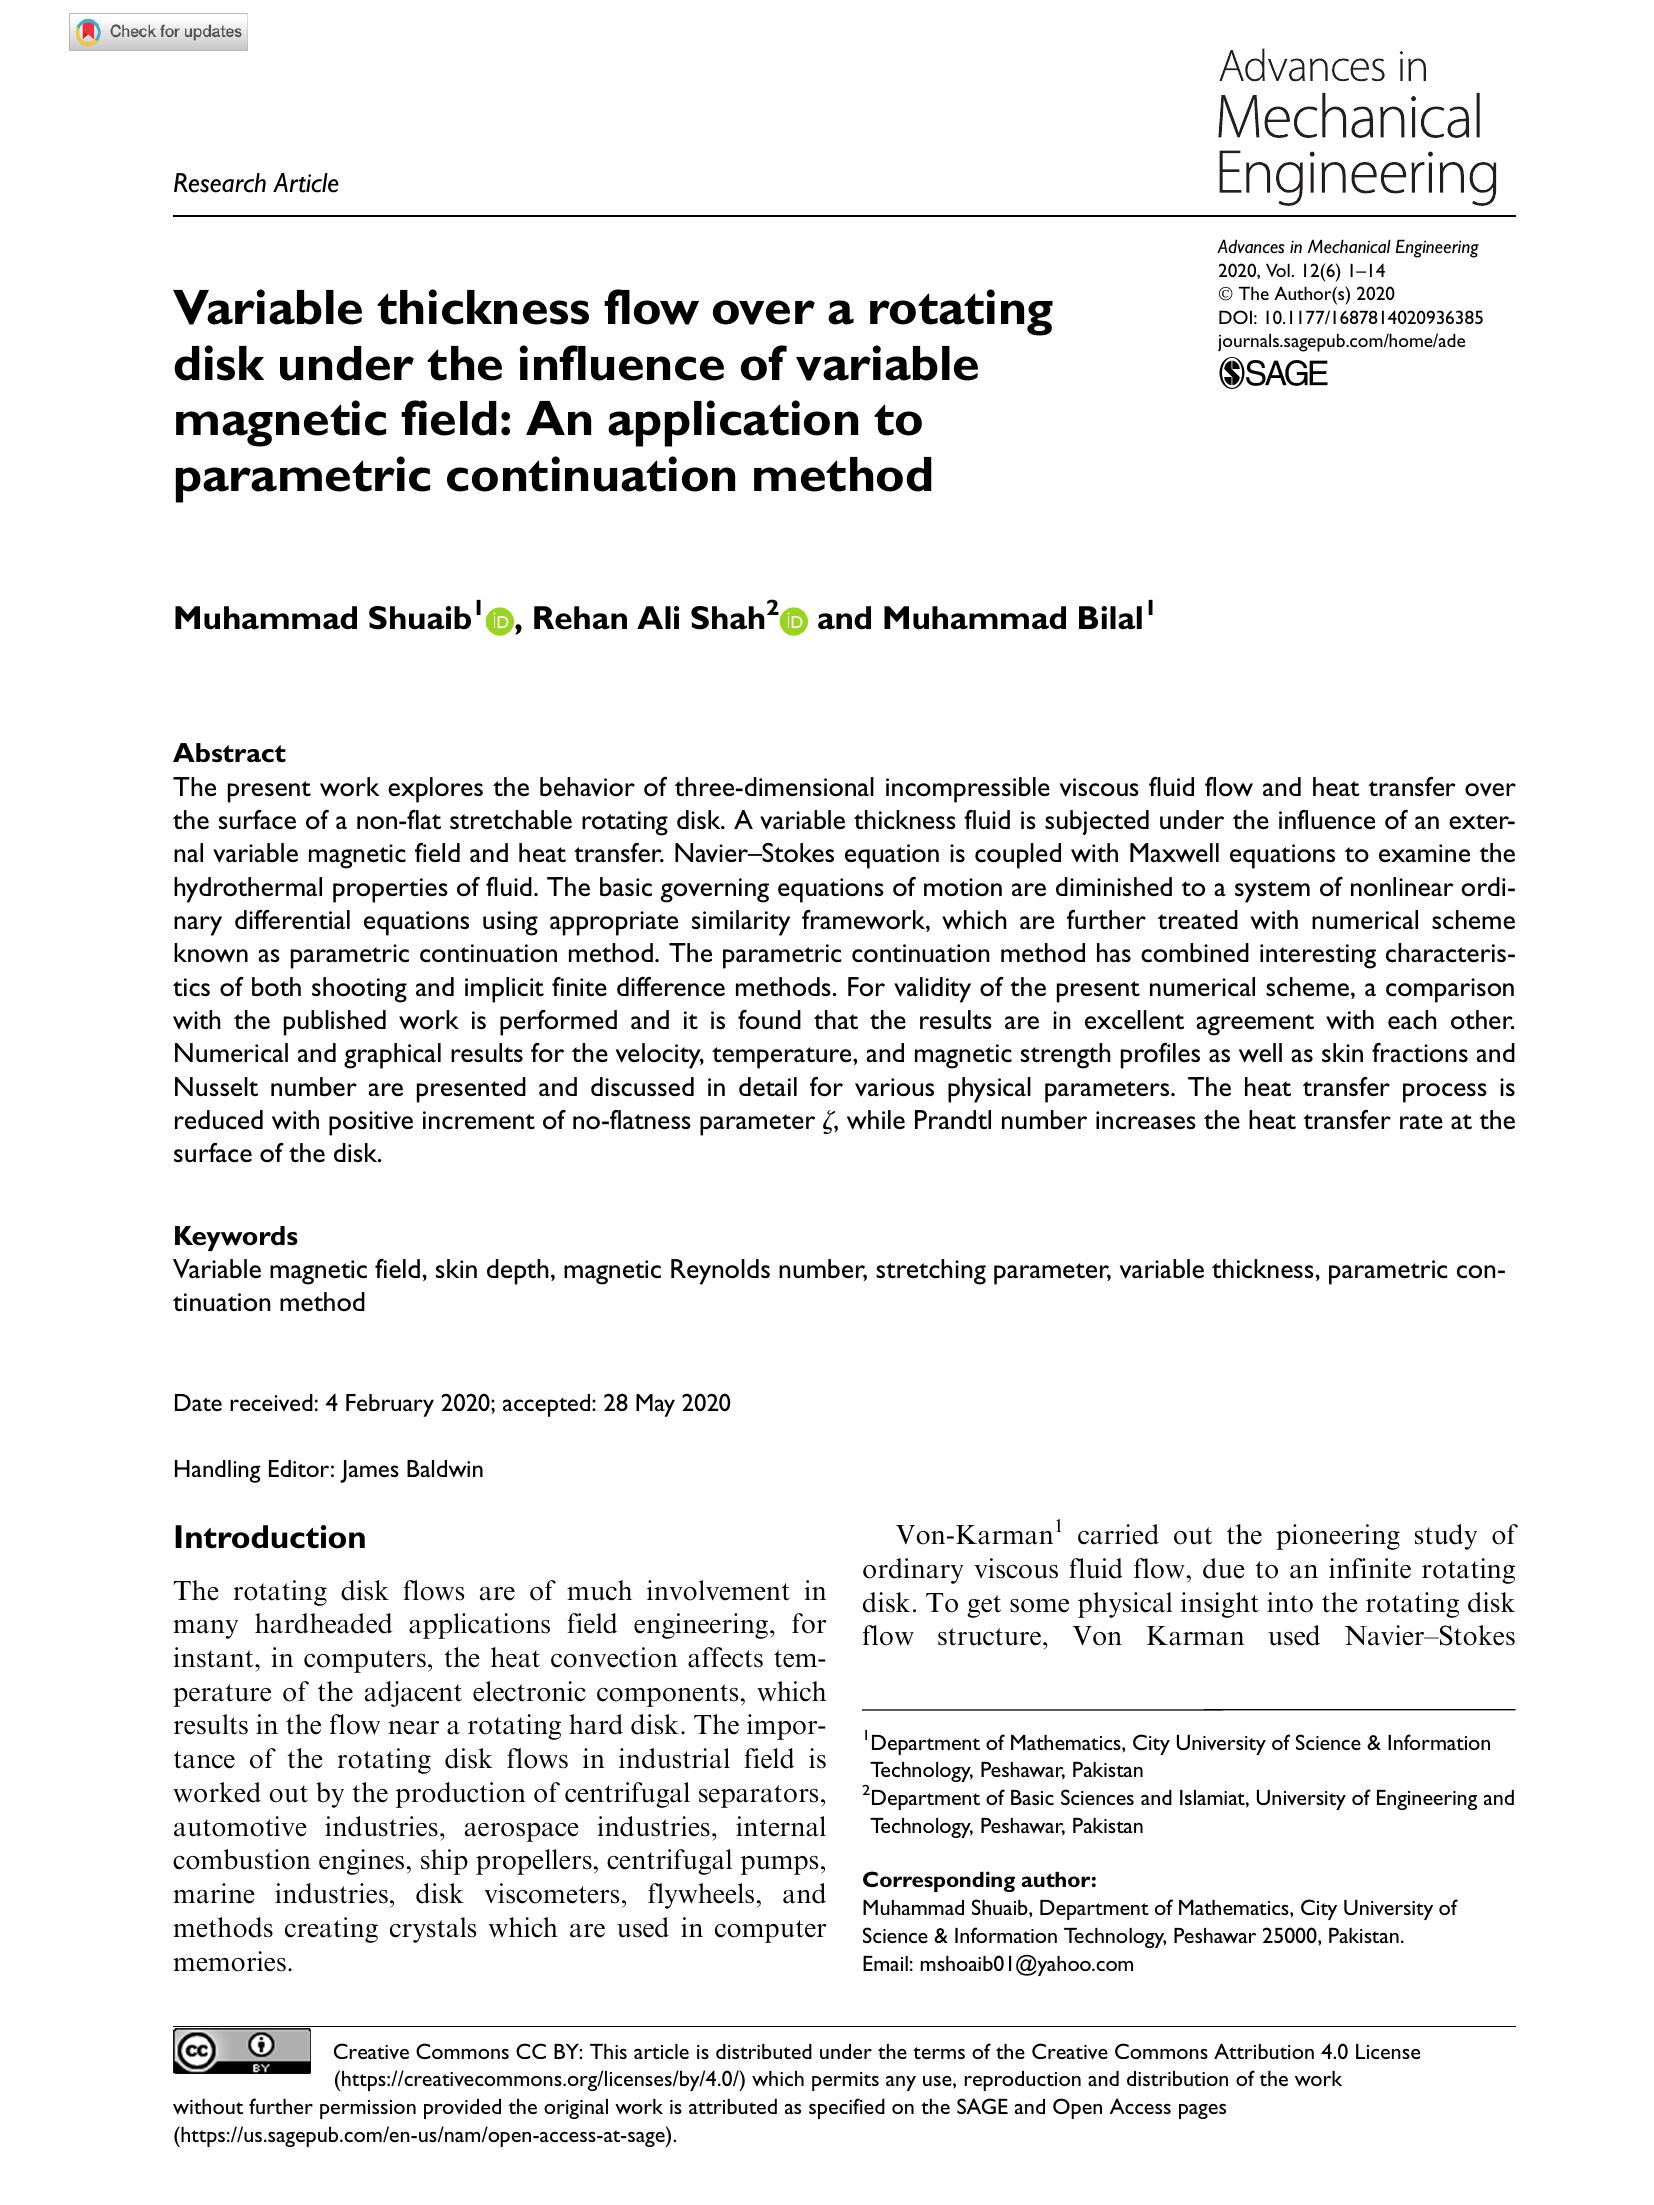 Check for updates
Advances in
Mechanical
Engineering
Research Article
Advances in Mechanical Engineering
2020, Vol. 12(6) 1–14
© The Author(s) 2020
DOI: 10.1177/1687814020936385
journals.sagepub.com/home/ade
SAGE
Variable thickness flow over a rotating
disk under the influence of variable
magnetic field: An application to
parametric continuation method
Muhammad Shuaib1 iD, Rehan Ali Shah2 iD and Muhammad Bilal1
Abstract
The present work explores the behavior of three-dimensional incompressible viscous fluid flow and heat transfer over
the surface of a non-flat stretchable rotating disk. A variable thickness fluid is subjected under the influence of an exter-
nal variable magnetic field and heat transfer. Navier–Stokes equation is coupled with Maxwell equations to examine the
hydrothermal properties of fluid. The basic governing equations of motion are diminished to a system of nonlinear ordi-
nary differential equations using appropriate similarity framework, which are further treated with numerical scheme
known as parametric continuation method. The parametric continuation method has combined interesting characteris-
tics of both shooting and implicit finite difference methods. For validity of the present numerical scheme, a comparison
with the published work is performed and it is found that the results are in excellent agreement with each other.
Numerical and graphical results for the velocity, temperature, and magnetic strength profiles as well as skin fractions and
Nusselt number are presented and discussed in detail for various physical parameters. The heat transfer process is
reduced with positive increment of no-flatness parameter ζ, while Prandtl number increases the heat transfer rate at the
surface of the disk.
Keywords
Variable magnetic field, skin depth, magnetic Reynolds number, stretching parameter, variable thickness, parametric con-
tinuation method
Date received: 4 February 2020; accepted: 28 May 2020
Handling Editor: James Baldwin
Introduction
The rotating disk flows are of much involvement in
many hardheaded applications field engineering, for
instant, in computers, the heat convection affects tem-
perature of the adjacent electronic components, which
results in the flow near a rotating hard disk. The impor-
tance of the rotating disk flows in industrial field is
worked out by the production of centrifugal separators,
automotive industries, aerospace industries, internal
combustion engines, ship propellers, centrifugal pumps,
marine industries, disk viscometers, flywheels, and
methods creating crystals which are used in computer
memories.
Von-Karman1 carried out the pioneering study of
ordinary viscous fluid flow, due to an infinite rotating
disk. To get some physical insight into the rotating disk
flow structure, Von Karman used Navier–Stokes
1Department of Mathematics, City University of Science & Information
Technology, Peshawar, Pakistan
2Department of Basic Sciences and Islamiat, University of Engineering and
Technology, Peshawar, Pakistan
Corresponding author:
Muhammad Shuaib, Department of Mathematics, City University of
Science & Information Technology, Peshawar 25000, Pakistan.
Email: mshoaib01@yahoo.com
cc BY
Creative Commons CC BY: This article is distributed under the terms of the Creative Commons Attribution 4.0 License
(https://creativecommons.org/licenses/by/4.0/) which permits any use, reproduction and distribution of the work
without further permission provided the original work is attributed as specified on the SAGE and Open Access pages
(https://us.sagepub.com/en-us/nam/open-access-at-sage).